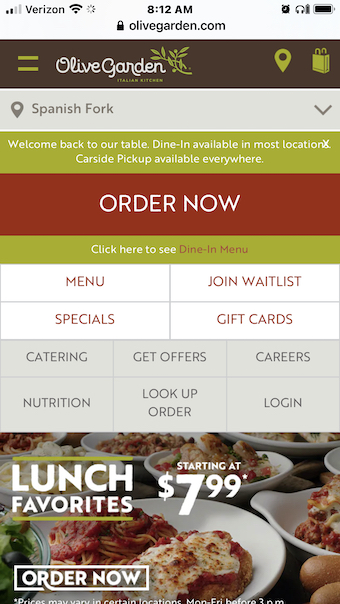 Verizon 8:12 AM
olivegarden.com
Olive Garden
ITALIAN KITCHEN
Spanish Fork
Welcome back to our table. Dine-In available in most locations. X
Carside Pickup available everywhere.
ORDER NOW
Click here to see Dine-In Menu
MENU JOIN WAITLIST
SPECIALS GIFT CARDS
CATERING GET OFFERS CAREERS
NUTRITION LOOK UP ORDER LOGIN
LUNCH
FAVORITES
STARTING AT
$7.99*
ORDER NOW
*Prices may vary in certain locations. Mon-Fri before 3 p.m.